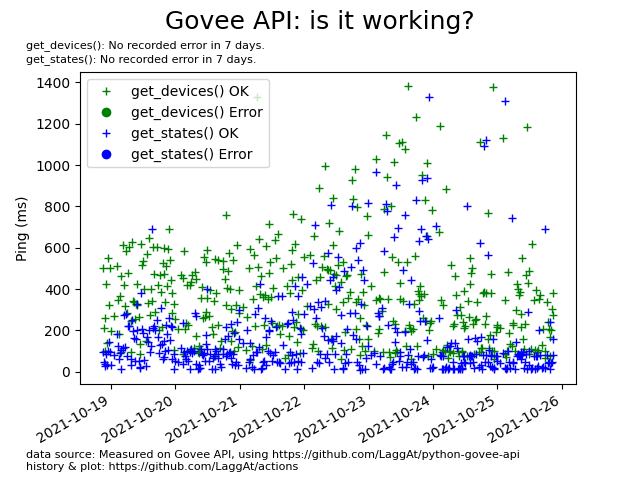 Govee API: is it working?
get_devices(): No recorded error in 7 days.
get_states(): No recorded error in 7 days.
get_devices() OK
get_devices() Error
get_states() OK
get_states() Error
Ping (ms)
1400
1200
1000
800
600
400
200
0
2021-10-19
2021-10-20
2021-10-21
2021-10-22
2021-10-23
2021-10-24
2021-10-25
2021-10-26
data source: Measured on Govee API, using https://github.com/LaggAt/python-govee-api
history & plot: https://github.com/LaggAt/actions